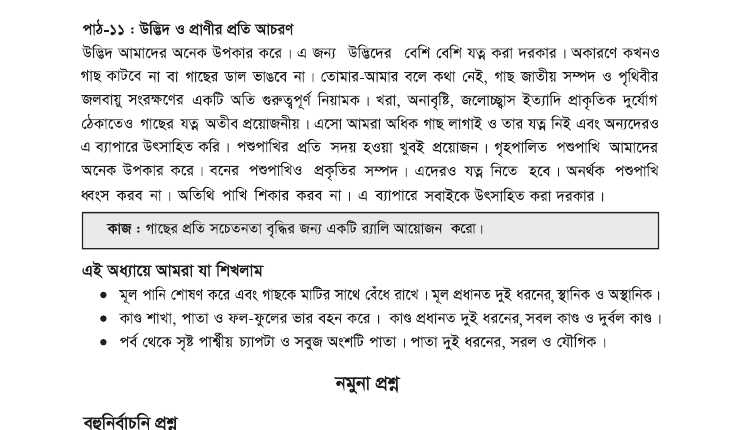 পাঠ-১১ : উদ্ভিদ ও প্রাণীর প্রতি আচরণ
উদ্ভিদ আমাদের অনেক উপকার করে। এ জন্য উদ্ভিদের বেশি বেশি যত্ন করা দরকার। অকারণে কখনও
গাছ কাটবে না বা গাছের ডাল ভাঙবে না। তোমার-আমার বলে কথা নেই, গাছ জাতীয় সম্পদ ও পৃথিবীর
জলবায়ু সংরক্ষণের একটি অতি গুরুত্বপূর্ণ নিয়ামক। খরা, অনাবৃষ্টি, জলোচ্ছ্বাস ইত্যাদি প্রাকৃতিক দুর্যোগ
ঠেকাতেও গাছের যত্ন অতীব প্রয়োজনীয়। এসো আমরা অধিক গাছ লাগাই ও তার যত্ন নিই এবং অন্যদেরও
এ ব্যাপারে উৎসাহিত করি। পশুপাখির প্রতি সদয় হওয়া খুবই প্রয়োজন। গৃহপালিত পশুপাখি আমাদের
অনেক উপকার করে। বনের পশুপাখিও প্রকৃতির সম্পদ। এদেরও যত্ন নিতে হবে। অনর্থক পশুপাখি
ধ্বংস করব না। অতিথি পাখি শিকার করব না। এ ব্যাপারে সবাইকে উৎসাহিত করা দরকার।
কাজ : গাছের প্রতি সচেতনতা বৃদ্ধির জন্য একটি র‍্যালি আয়োজন করো।
এই অধ্যায়ে আমরা যা শিখলাম
• মূল পানি শোষণ করে এবং গাছকে মাটির সাথে বেঁধে রাখে। মূল প্রধানত দুই ধরনের, স্থানিক ও অস্থানিক।
• কাণ্ড শাখা, পাতা ও ফল-ফুলের ভার বহন করে। কাণ্ড প্রধানত দুই ধরনের, সবল কাণ্ড ও দুর্বল কাণ্ড।
• পর্ব থেকে সৃষ্ট পার্শ্বীয় চ্যাপটা ও সবুজ অংশটি পাতা। পাতা দুই ধরনের, সরল ও যৌগিক।
নমুনা প্রশ্ন
বহুনির্বাচনি প্রশ্ন